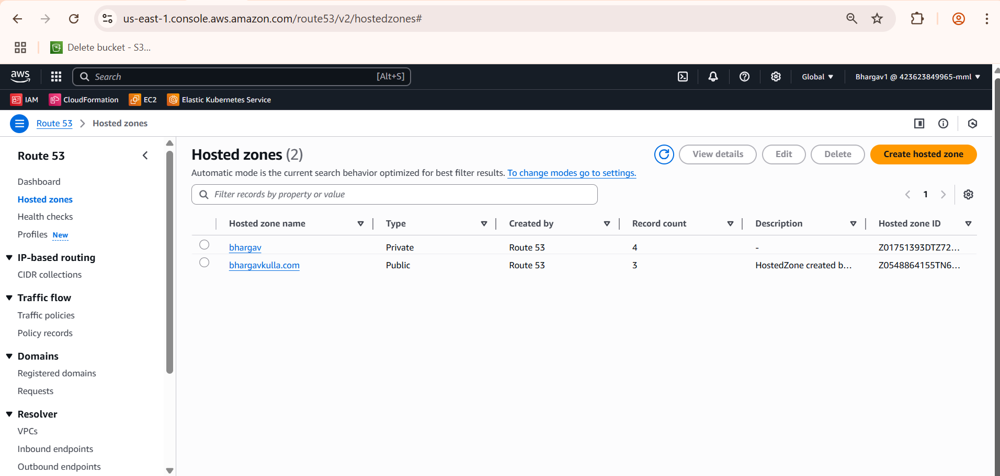 us-east-1.console.aws.amazon.com/route53/v2/hostedzones#
Delete bucket - S3...
aws
Search [Alt+S]
Global
Bhargav1 @ 423623849965-mml
IAM
CloudFormation
EC2
Elastic Kubernetes Service
Route 53 > Hosted zones
Route 53
Dashboard
Hosted zones
Health checks
Profiles New
IP-based routing
CIDR collections
Traffic flow
Traffic policies
Policy records
Domains
Registered domains
Requests
Resolver
VPCs
Inbound endpoints
Outbound endpoints
Hosted zones (2)
View details
Edit
Delete
Create hosted zone
Automatic mode is the current search behavior optimized for best filter results. To change modes go to settings.
Filter records by property or value
1
Hosted zone name Type Created by Record count Description Hosted zone ID
bhargav Private Route 53 4 - Z01751393DTZ72...
bhargavkulla.com Public Route 53 3 HostedZone created b... Z0548864155TN6...